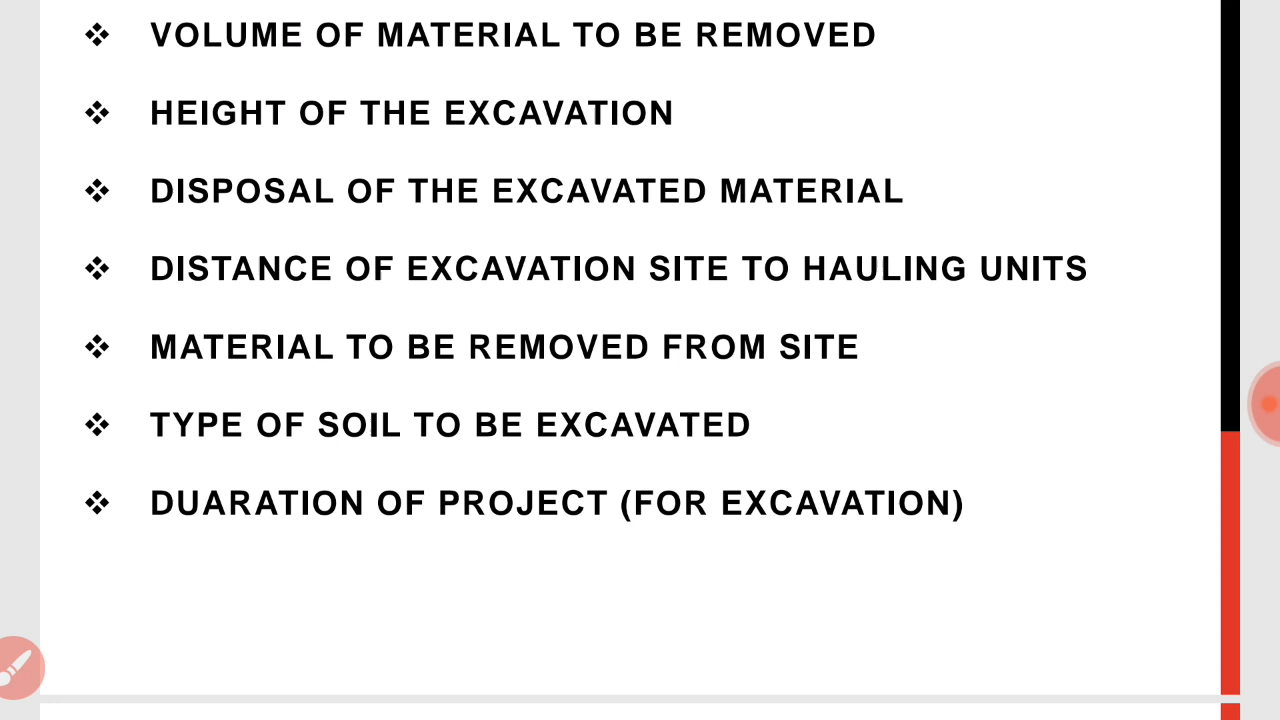 ❖ VOLUME OF MATERIAL TO BE REMOVED
❖ HEIGHT OF THE EXCAVATION
❖ DISPOSAL OF THE EXCAVATED MATERIAL
❖ DISTANCE OF EXCAVATION SITE TO HAULING UNITS
❖ MATERIAL TO BE REMOVED FROM SITE
❖ TYPE OF SOIL TO BE EXCAVATED
❖ DUARATION OF PROJECT (FOR EXCAVATION)